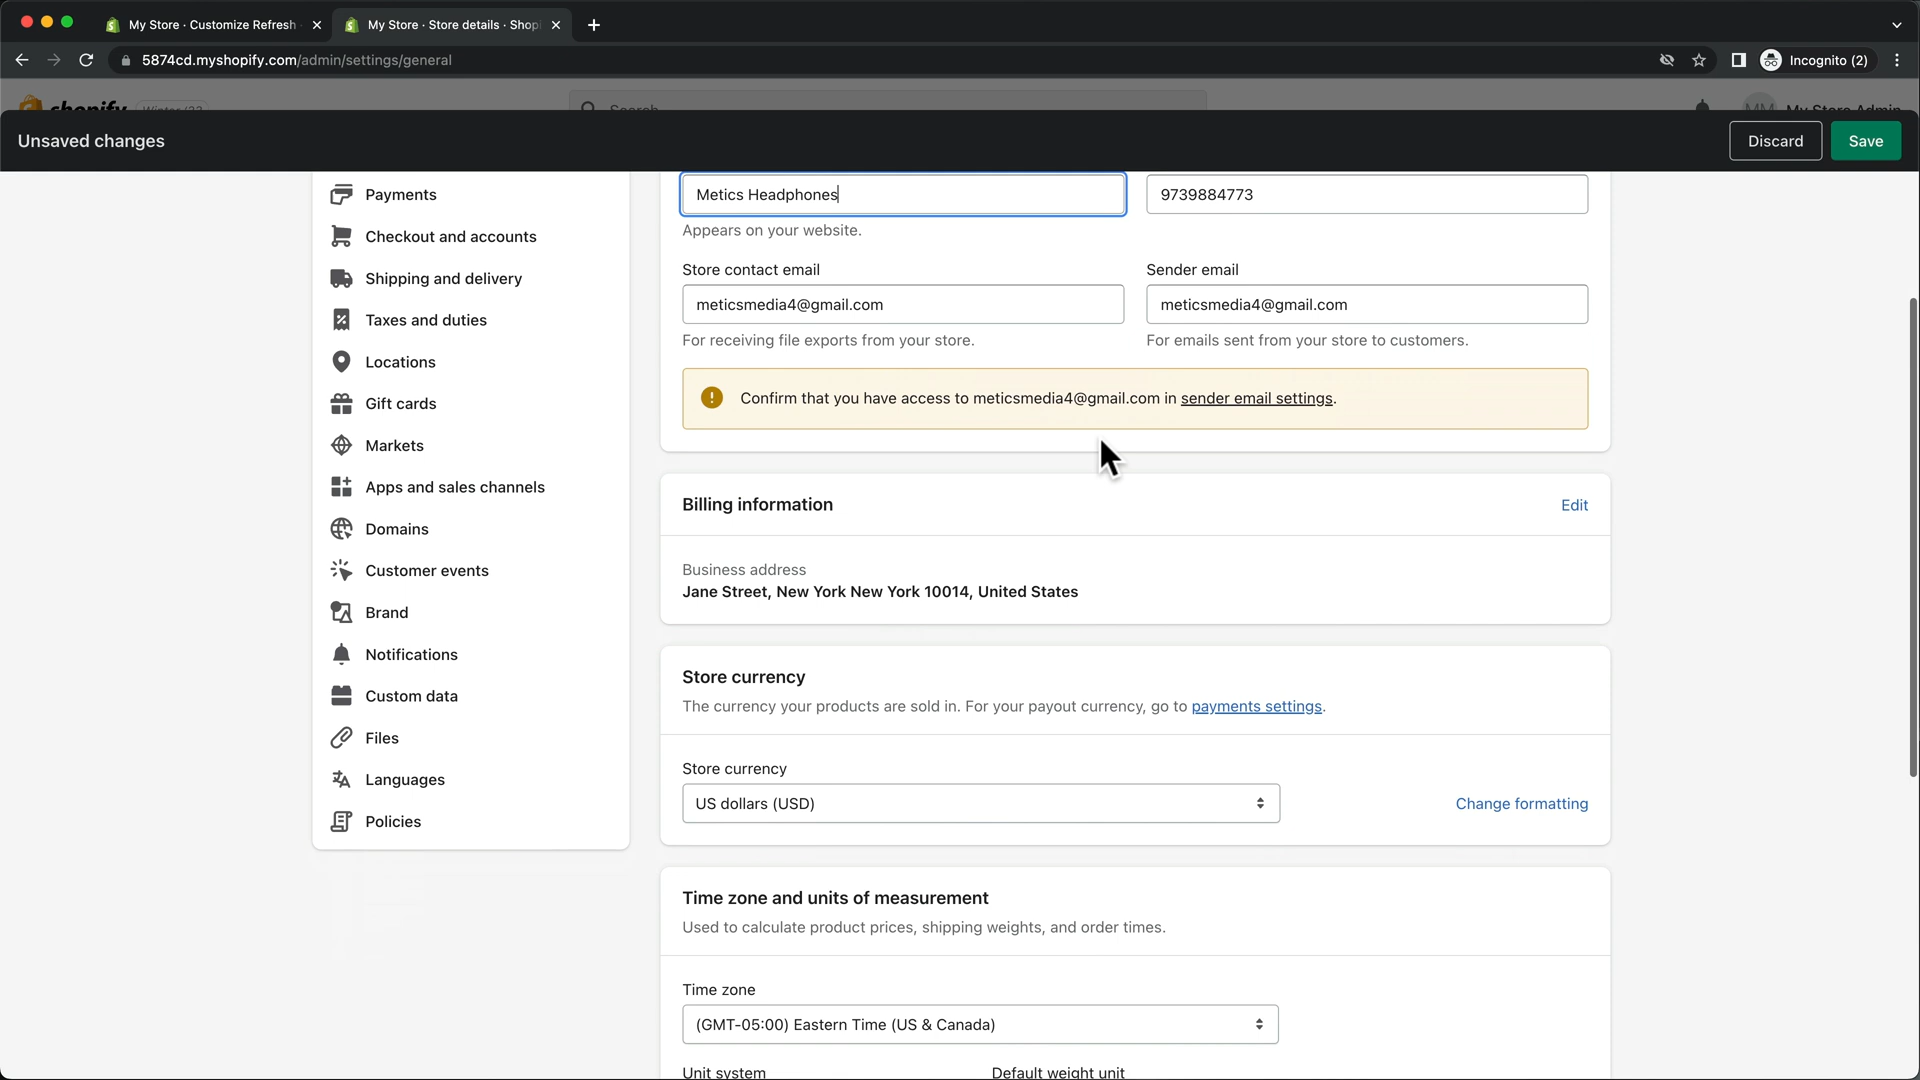 My Store · Customize Refresh
My Store · Store details · Shop
5874cd.myshopify.com/admin/settings/general
Incognito (2)
shopify
Search
My Store Admin
Unsaved changes
Discard
Save
Payments
Checkout and accounts
Shipping and delivery
Taxes and duties
Locations
Gift cards
Markets
Apps and sales channels
Domains
Customer events
Brand
Notifications
Custom data
Files
Languages
Policies
Metics Headphones
9739884773
Appears on your website.
Store contact email
Sender email
meticsmedia4@gmail.com
meticsmedia4@gmail.com
For receiving file exports from your store.
For emails sent from your store to customers.
Confirm that you have access to meticsmedia4@gmail.com in sender email settings.
Billing information
Edit
Business address
Jane Street, New York New York 10014, United States
Store currency
The currency your products are sold in. For your payout currency, go to payments settings.
Store currency
US dollars (USD)
Change formatting
Time zone and units of measurement
Used to calculate product prices, shipping weights, and order times.
Time zone
(GMT-05:00) Eastern Time (US & Canada)
Unit system
Default weight unit